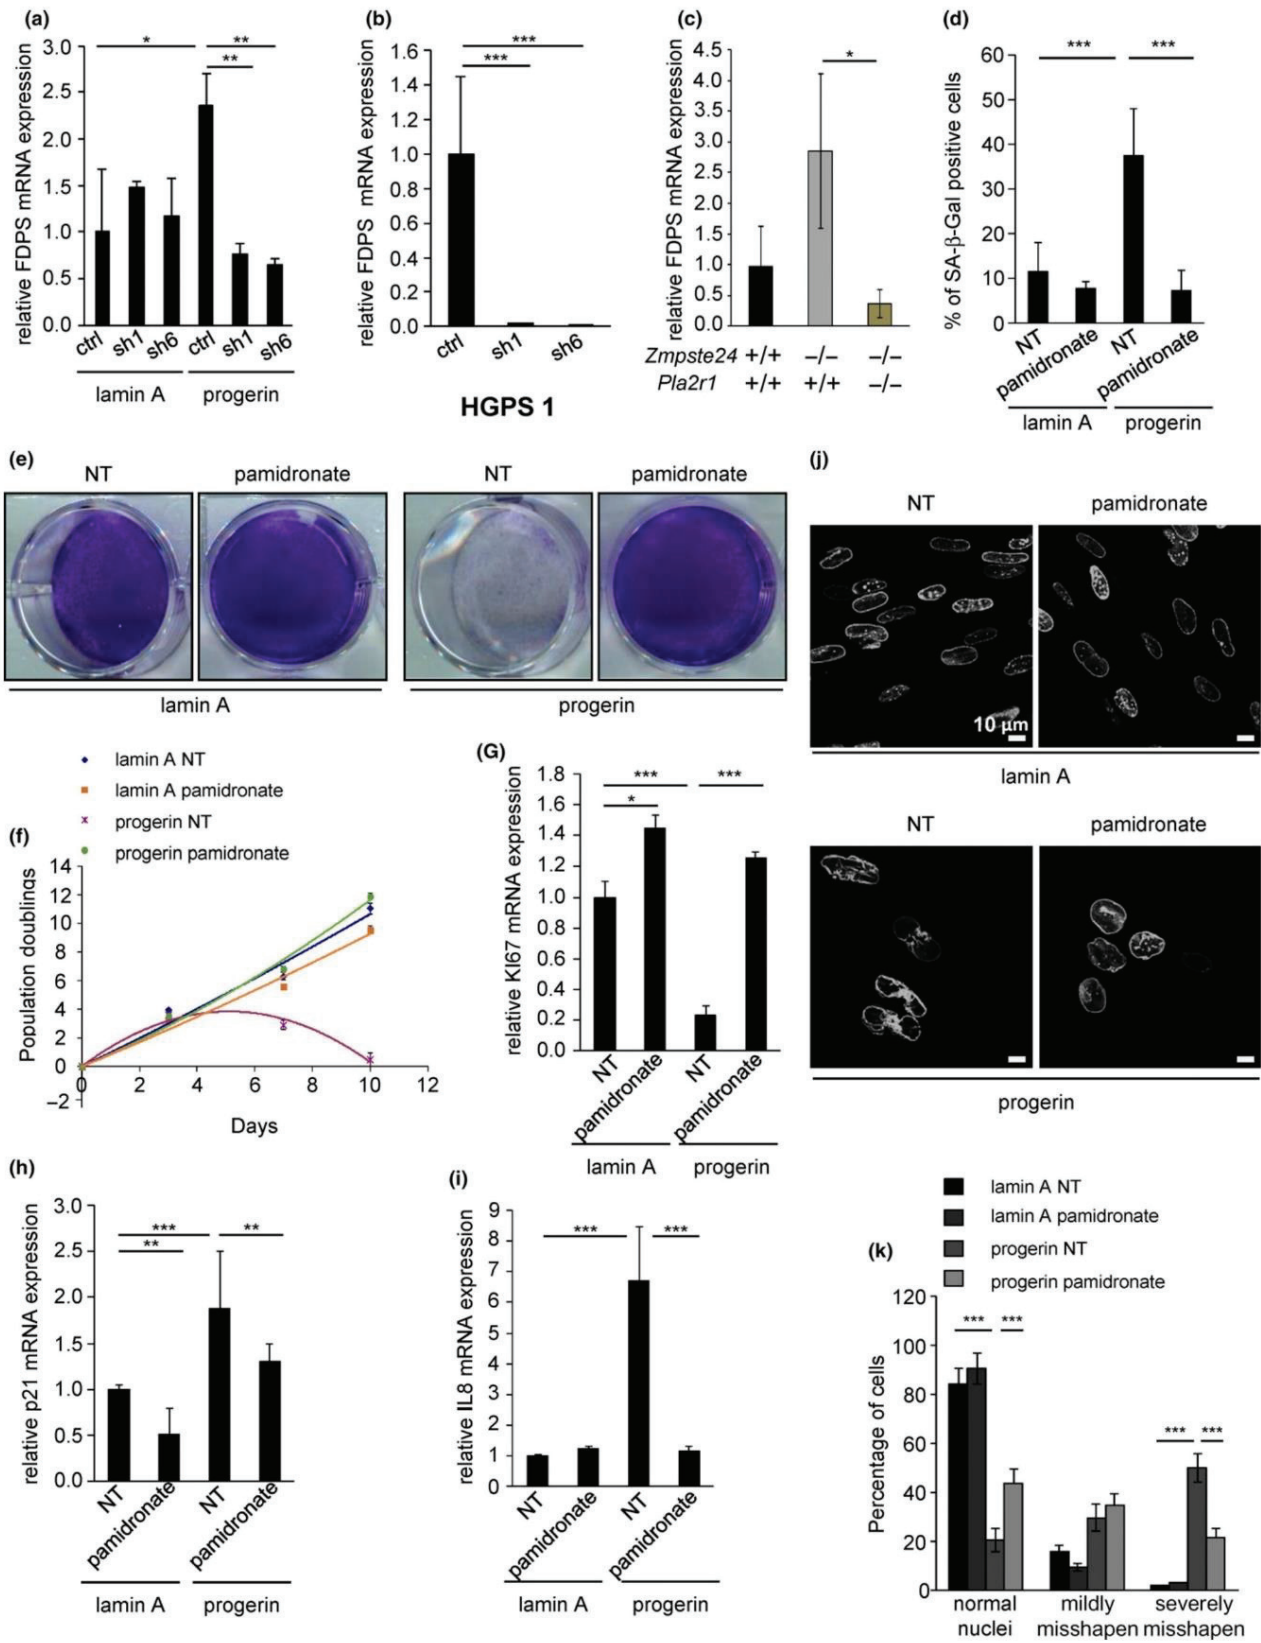 (a)
* **
**
relative FDPS mRNA expression
3.0
2.5
2.0
1.5
1.0
0.5
0.0
ctrl sh1 sh6 ctrl sh1 sh6
lamin A progerin
(b)
***
***
relative FDPS mRNA expression
1.6
1.4
1.2
1.0
0.8
0.6
0.4
0.2
0.0
ctrl sh1 sh6
HGPS 1
(c)
*
relative FDPS mRNA expression
4.5
4.0
3.5
3.0
2.5
2.0
1.5
1.0
0.5
0.0
Zmpste24 +/+ –/– –/–
Pla2r1 +/+ +/+ –/–
(d)
*** ***
% of SA-β-Gal positive cells
60
50
40
30
20
10
0
NT pamidronate NT pamidronate
lamin A progerin
(e)
NT pamidronate NT pamidronate
lamin A progerin
(j)
NT pamidronate
10 μm
lamin A
NT pamidronate
progerin
lamin A NT
lamin A pamidronate
progerin NT
progerin pamidronate
(f)
Population doublings
14
12
10
8
6
4
2
0
–2
0 2 4 6 8 10 12
Days
(G)
*** ***
*
relative KI67 mRNA expression
1.8
1.6
1.4
1.2
1.0
0.8
0.6
0.4
0.2
0.0
NT pamidronate NT pamidronate
lamin A progerin
(h)
*** **
**
relative p21 mRNA expression
3.0
2.5
2.0
1.5
1.0
0.5
0.0
NT pamidronate NT pamidronate
lamin A progerin
(i)
*** ***
relative IL8 mRNA expression
9
8
7
6
5
4
3
2
1
0
NT pamidronate NT pamidronate
lamin A progerin
lamin A NT
lamin A pamidronate
progerin NT
progerin pamidronate
(k)
*** ***
*** ***
Percentage of cells
120
100
80
60
40
20
0
normal mildly severely
nuclei misshapen misshapen